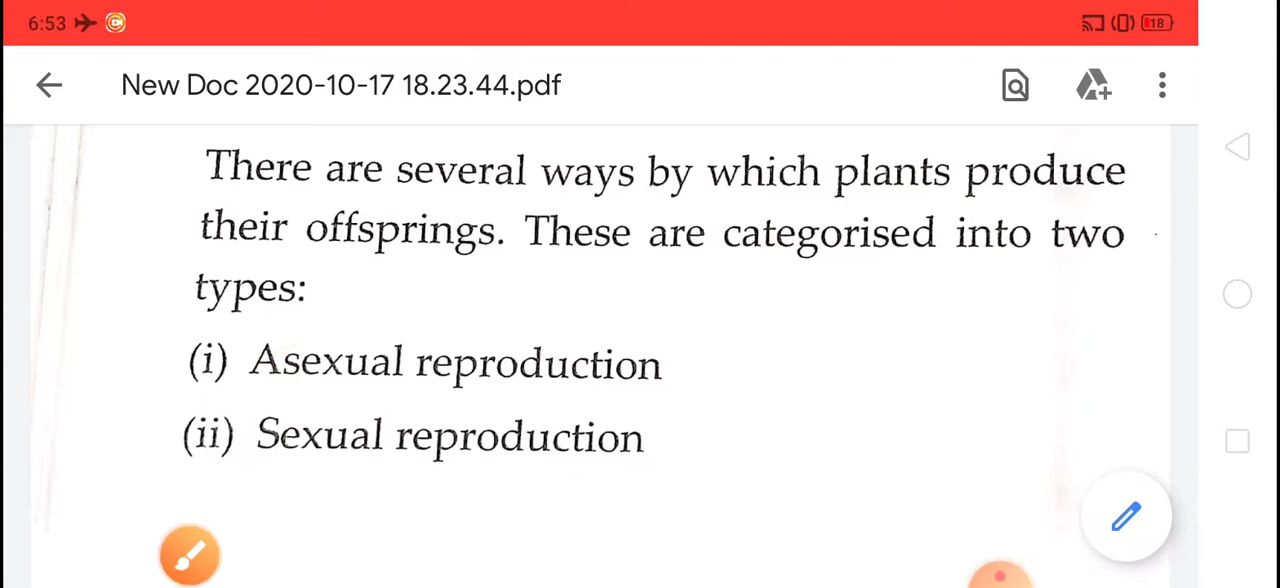 6:53
18
New Doc 2020-10-17 18.23.44.pdf
There are several ways by which plants produce
their offsprings. These are categorised into two
types:
(i) Asexual reproduction
(ii) Sexual reproduction